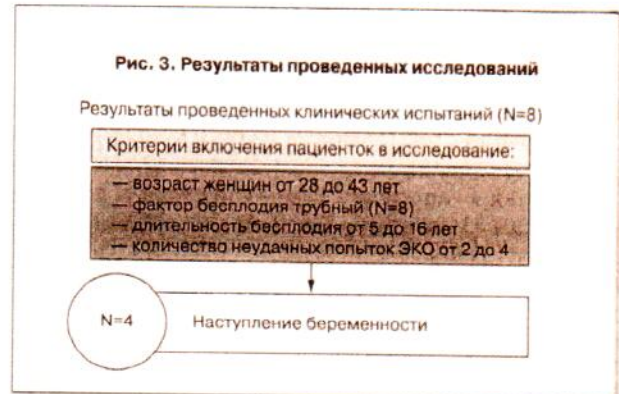 Рис. 3. Результаты проведенных исследований
Результаты проведенных клинических испытаний (N=8)
Критерии включения пациенток в исследование:
— возраст женщин от 28 до 43 лет
— фактор бесплодия трубный (N=8)
— длительность бесплодия от 5 до 16 лет
— количество неудачных попыток ЭКО от 2 до 4
N=4
Наступление беременности